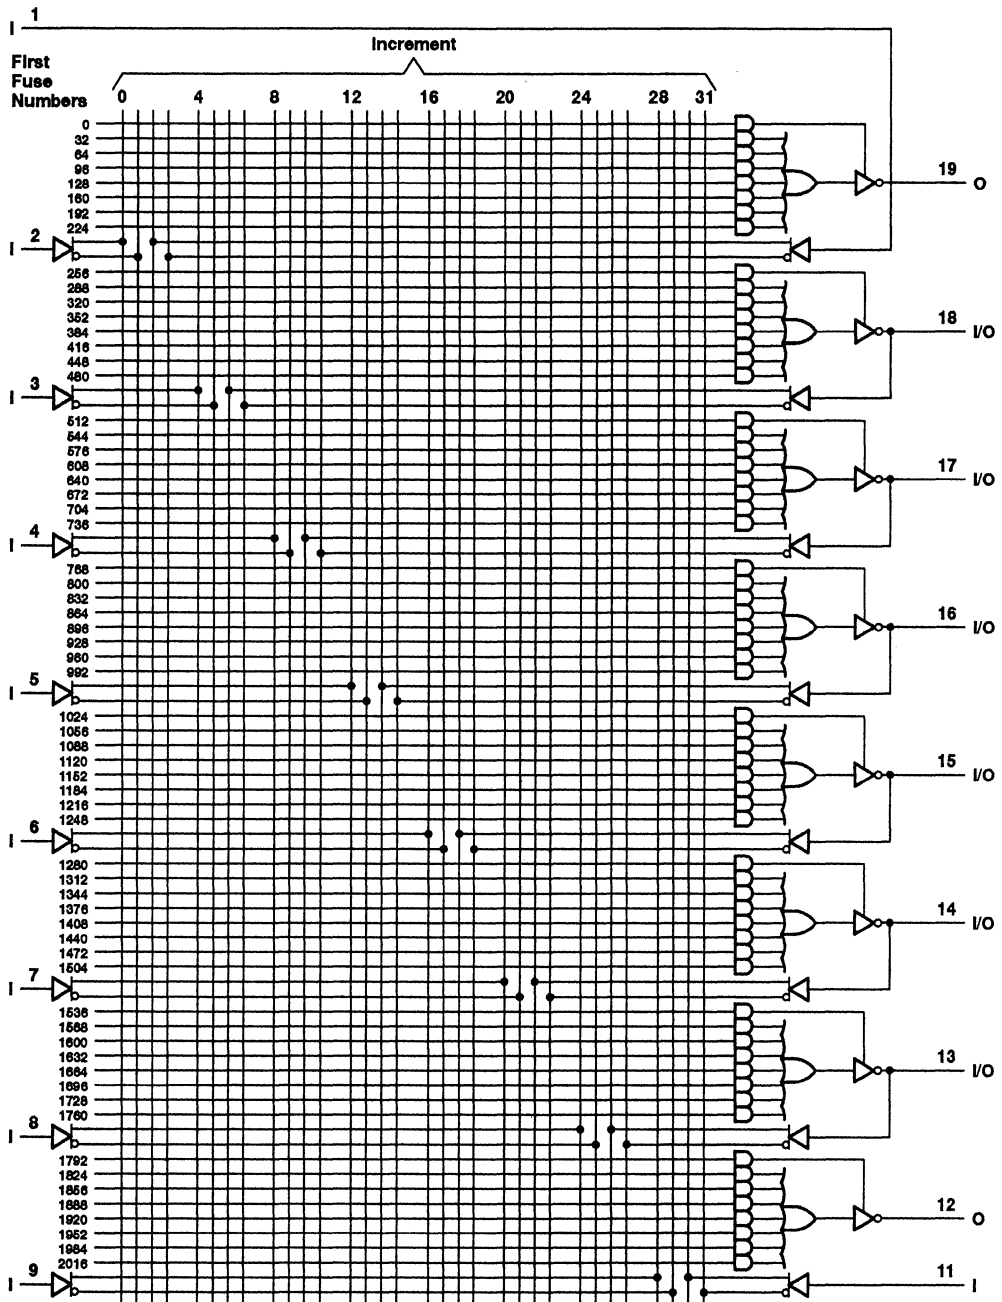 1
I
Increment
First
Fuse
Numbers
0 4 8 12 16 20 24 28 31
0
32
64
96
128
160
192
224
19 O
I 2
256
288
320
352
384
416
448
480
18 I/O
I 3
512
544
576
608
640
672
704
736
17 I/O
I 4
768
800
832
864
896
928
960
992
16 I/O
I 5
1024
1056
1088
1120
1152
1184
1216
1248
15 I/O
I 6
1280
1312
1344
1376
1408
1440
1472
1504
14 I/O
I 7
1536
1568
1600
1632
1664
1696
1728
1760
13 I/O
I 8
1792
1824
1856
1888
1920
1952
1984
2016
12 O
I 9
11 I